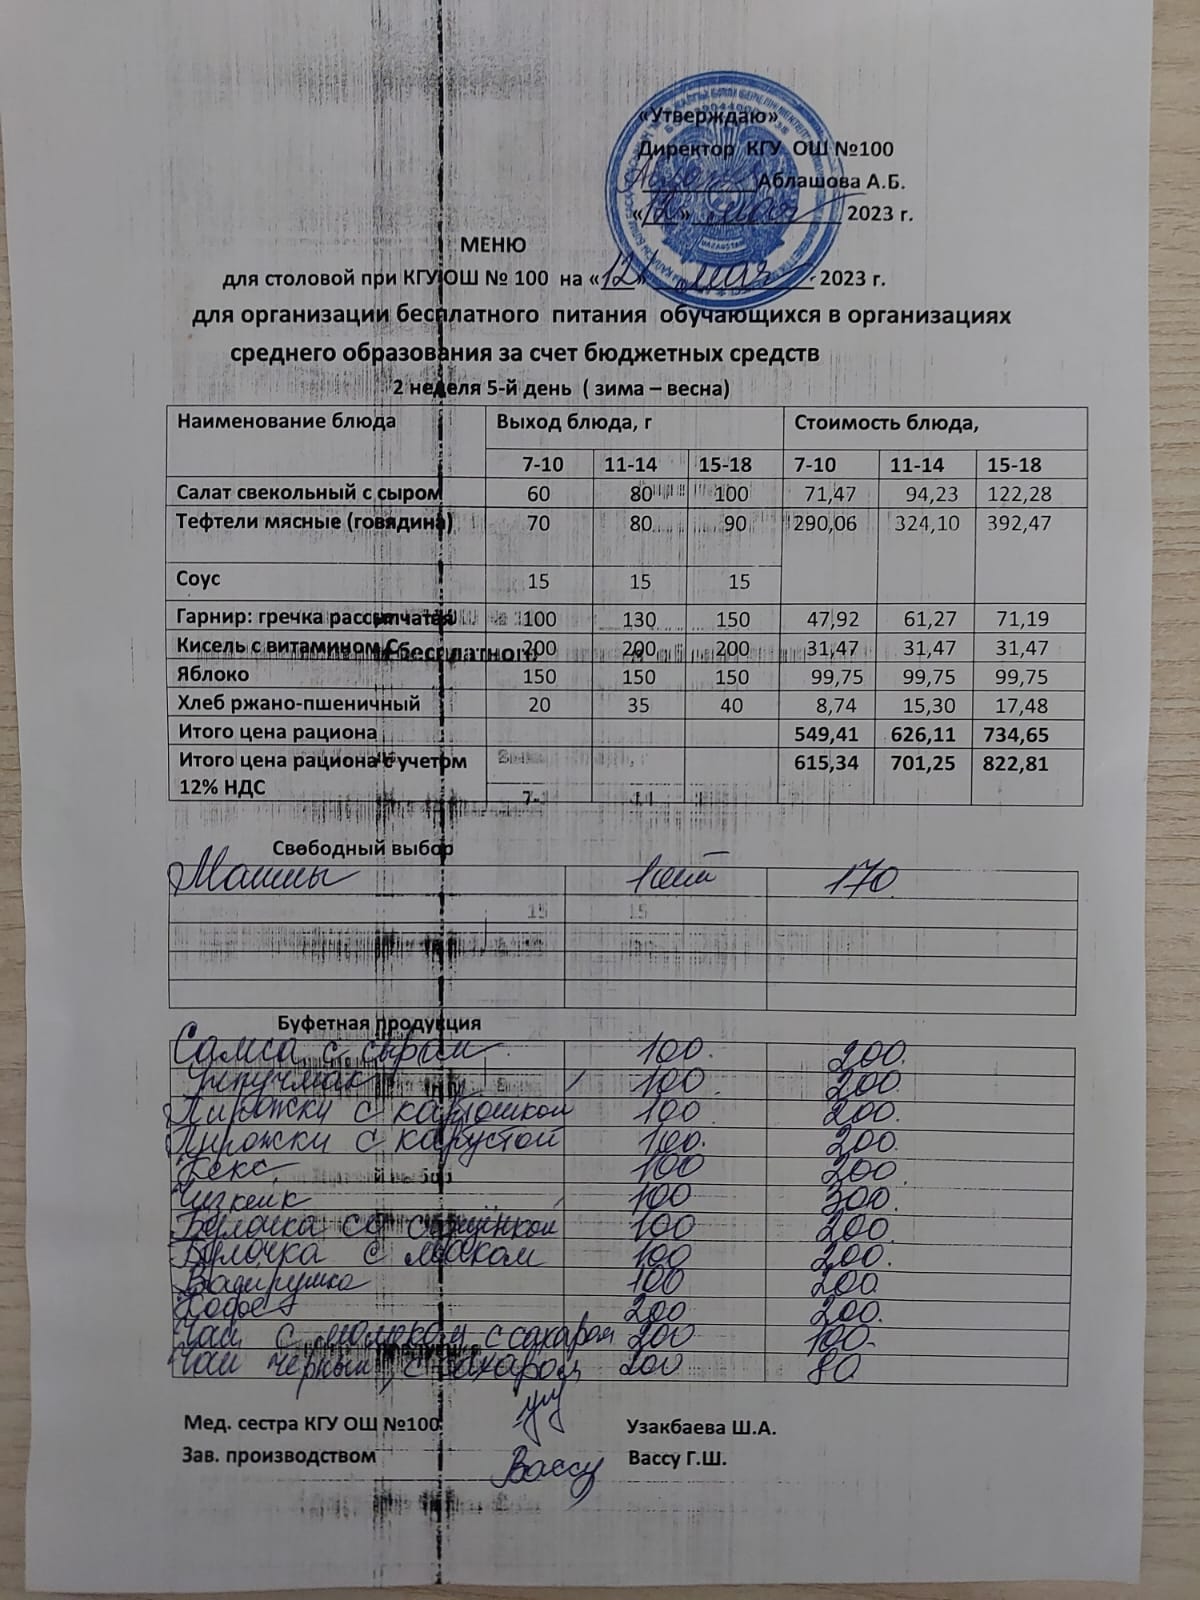 «Утверждаю»
Директор КГУ ОШ №100
Аблашова А.Б.
«12» мая 2023 г.
МЕНЮ
для столовой при КГУ ОШ № 100 на «12» мая 2023 г.
для организации бесплатного питания обучающихся в организациях
среднего образования за счет бюджетных средств
2 неделя 5-й день ( зима – весна)
Наименование блюда Выход блюда, г Стоимость блюда,
7-10 11-14 15-18 7-10 11-14 15-18
Салат свекольный с сыром 60 80 100 71,47 94,23 122,28
Тефтели мясные (говядина) 70 80 90 290,06 324,10 392,47
Соус 15 15 15
Гарнир: гречка рассыпчатая 100 130 150 47,92 61,27 71,19
Кисель с витамином С 200 200 200 31,47 31,47 31,47
Яблоко 150 150 150 99,75 99,75 99,75
Хлеб ржано-пшеничный 20 35 40 8,74 15,30 17,48
Итого цена рациона 549,41 626,11 734,65
Итого цена рациона с учетом 615,34 701,25 822,81
12% НДС
Свободный выбор
170
Буфетная продукция
Самса с сыром 100. 200.
Учпучмак 100 200
Пирожки с картошкой 100 200.
Пирожки с капустой 100. 200.
Кекс 100 200
Чизкейк 100 300.
Булочка со сгущёнкой 100 200.
Булочка с маком 100 200.
Ватрушка 100 200
Кофе 200 200.
Чай с молоком с сахаром 200 100-
Чай черный с сахаром 200 80
Мед. сестра КГУ ОШ №100 Узакбаева Ш.А.
Зав. производством Вассу Вассу Г.Ш.